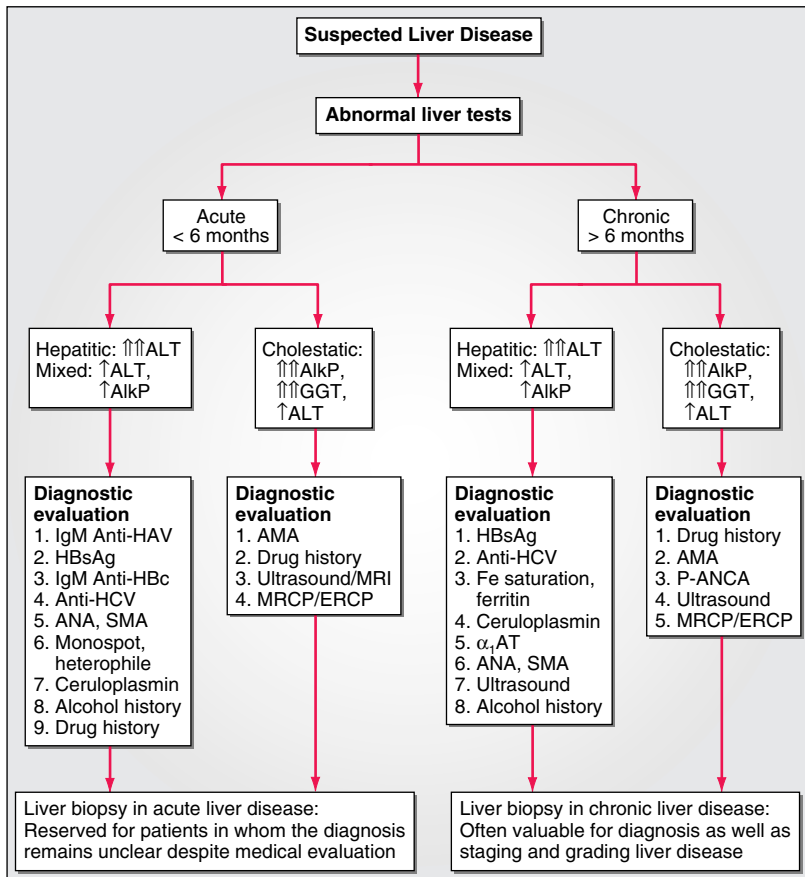 Suspected Liver Disease
Abnormal liver tests
Acute
< 6 months
Chronic
> 6 months
Hepatitic: ⇑⇑ALT
Mixed: ↑ALT,
↑AlkP
Cholestatic:
⇑⇑AlkP,
⇑⇑GGT,
↑ALT
Hepatitic: ⇑⇑ALT
Mixed: ↑ALT,
↑AlkP
Cholestatic:
⇑⇑AlkP,
⇑⇑GGT,
↑ALT
Diagnostic
evaluation
1. IgM Anti-HAV
2. HBsAg
3. IgM Anti-HBc
4. Anti-HCV
5. ANA, SMA
6. Monospot,
heterophile
7. Ceruloplasmin
8. Alcohol history
9. Drug history
Diagnostic
evaluation
1. AMA
2. Drug history
3. Ultrasound/MRI
4. MRCP/ERCP
Diagnostic
evaluation
1. HBsAg
2. Anti-HCV
3. Fe saturation,
ferritin
4. Ceruloplasmin
5. α₁AT
6. ANA, SMA
7. Ultrasound
8. Alcohol history
Diagnostic
evaluation
1. Drug history
2. AMA
3. P-ANCA
4. Ultrasound
5. MRCP/ERCP
Liver biopsy in acute liver disease:
Reserved for patients in whom the diagnosis
remains unclear despite medical evaluation
Liver biopsy in chronic liver disease:
Often valuable for diagnosis as well as
staging and grading liver disease